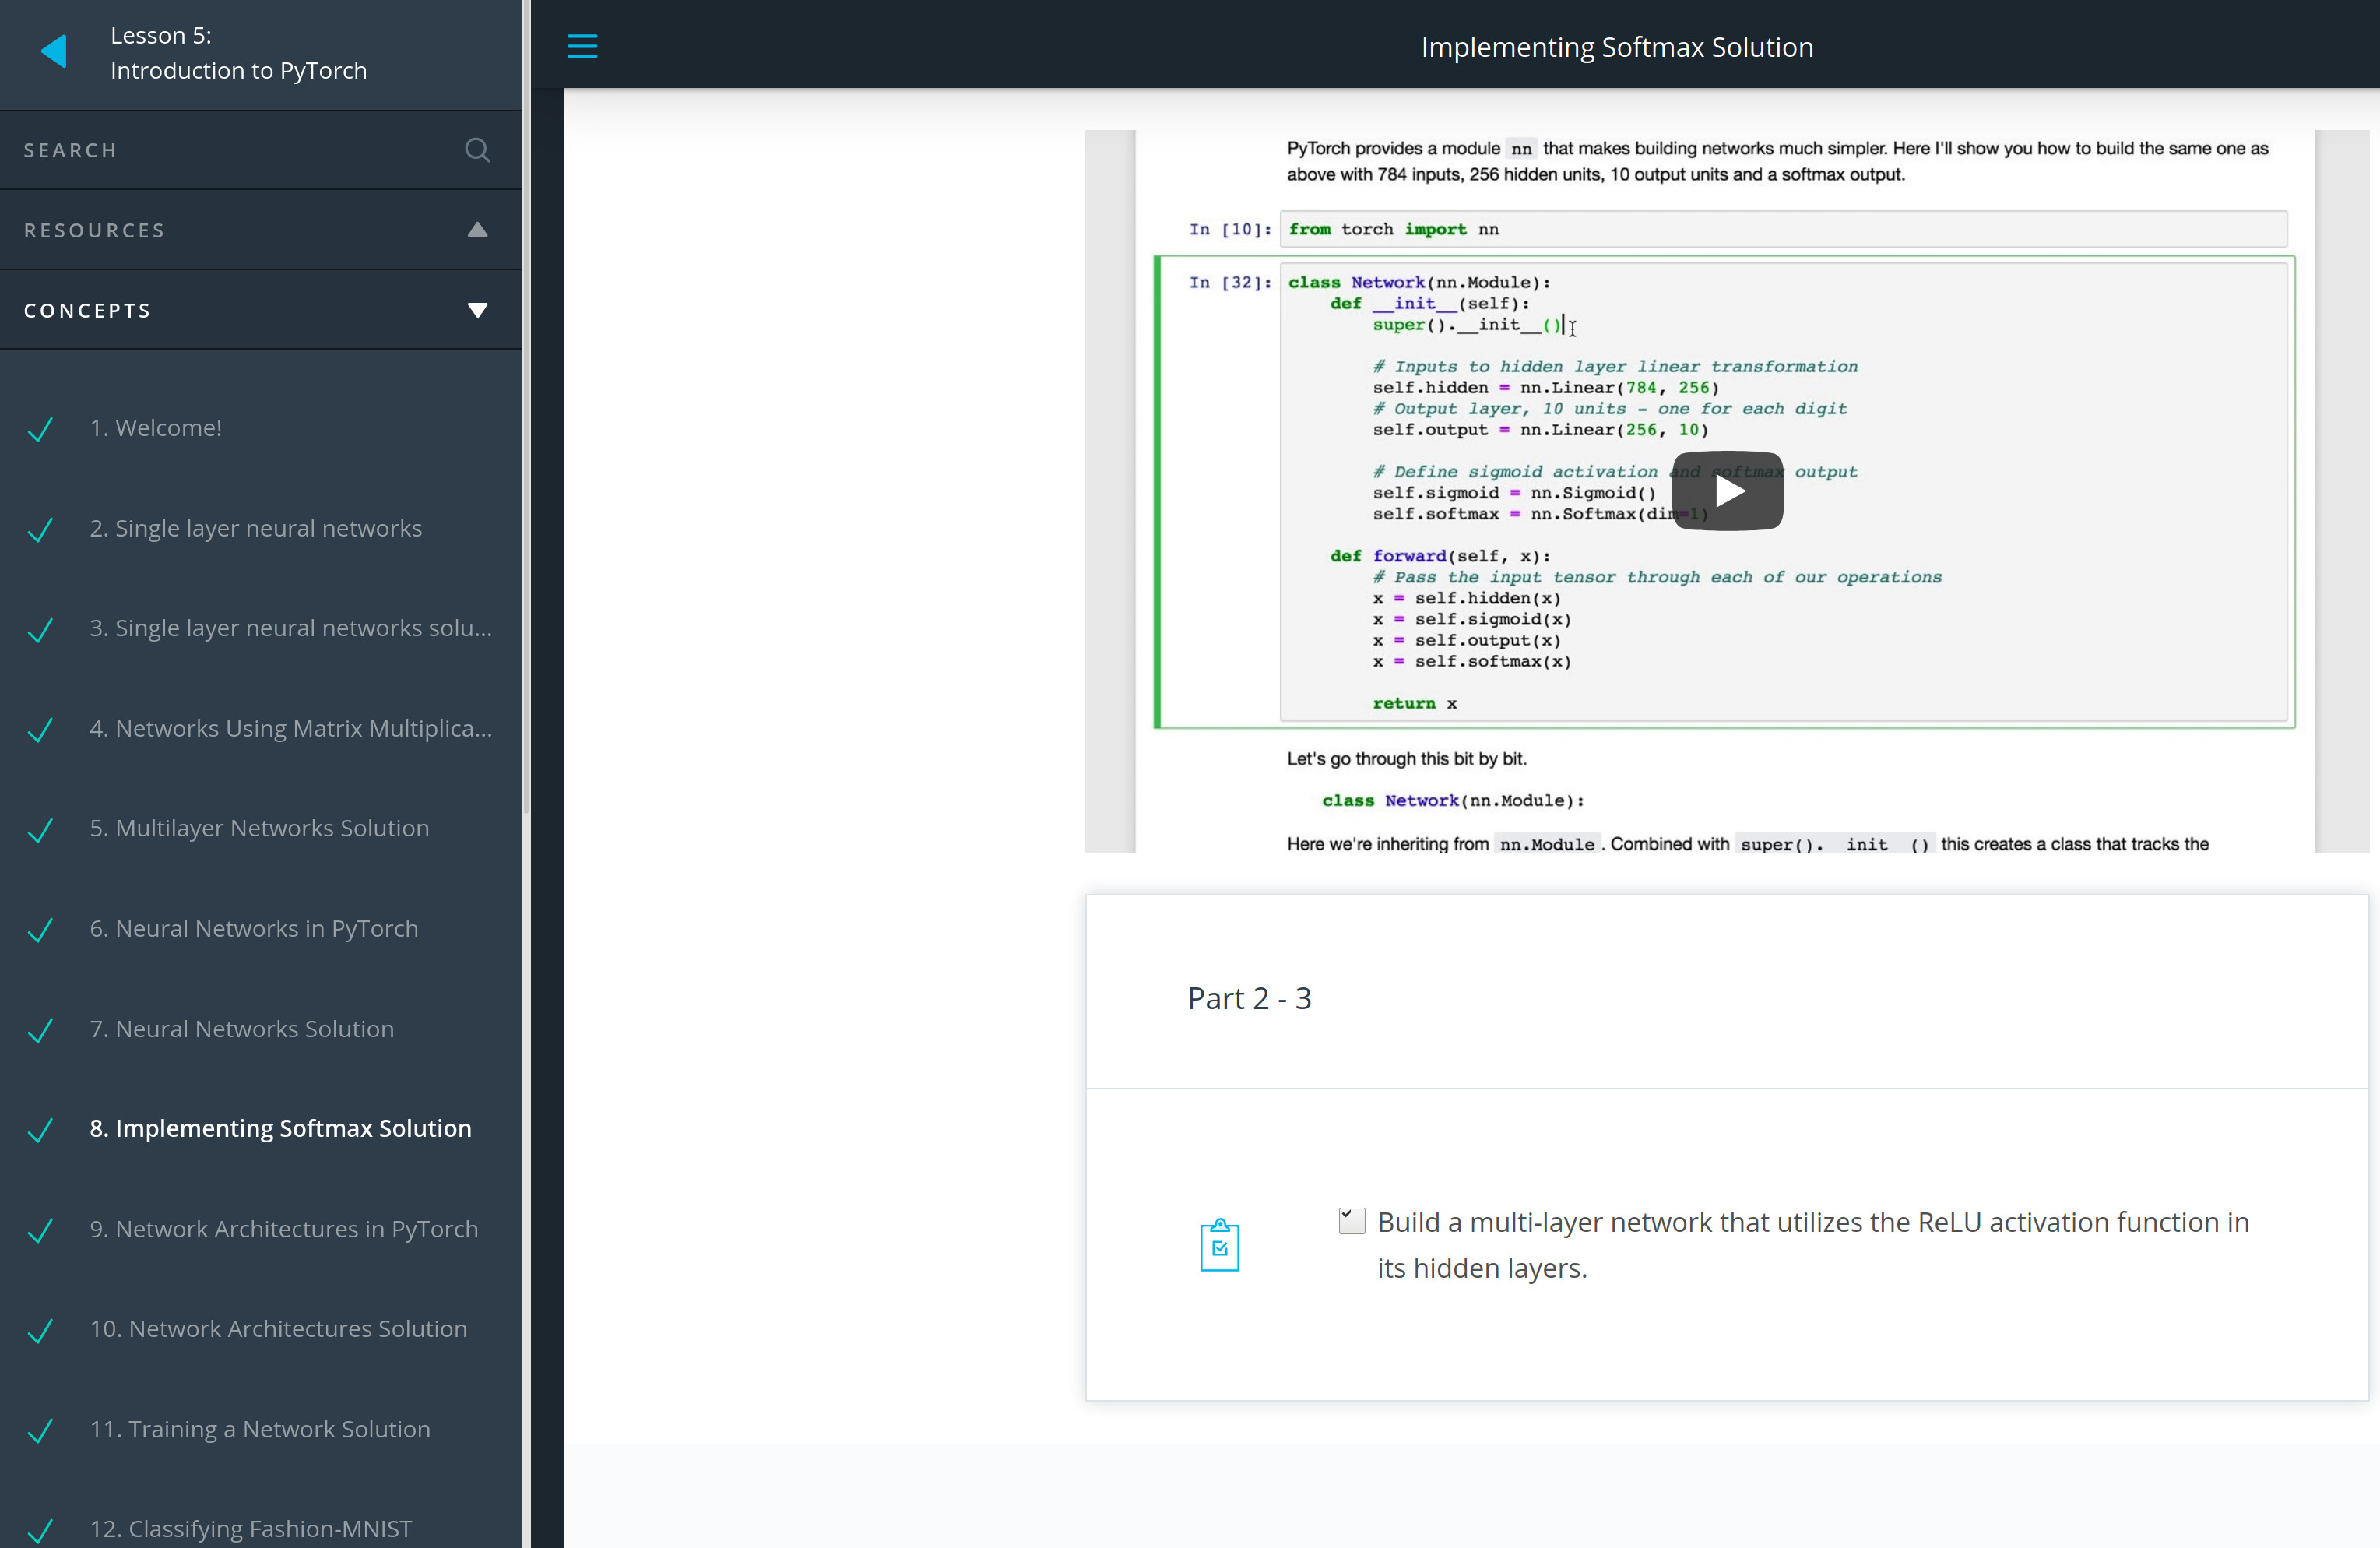 Lesson 5:
Introduction to PyTorch
SEARCH
RESOURCES
CONCEPTS
1. Welcome!
2. Single layer neural networks
3. Single layer neural networks solu...
4. Networks Using Matrix Multiplica...
5. Multilayer Networks Solution
6. Neural Networks in PyTorch
7. Neural Networks Solution
8. Implementing Softmax Solution
9. Network Architectures in PyTorch
10. Network Architectures Solution
11. Training a Network Solution
12. Classifying Fashion-MNIST
Implementing Softmax Solution
PyTorch provides a module nn that makes building networks much simpler. Here I'll show you how to build the same one as
above with 784 inputs, 256 hidden units, 10 output units and a softmax output.
In [10]: from torch import nn
In [32]: class Network(nn.Module):
    def __init__(self):
        super().__init__()
        # Inputs to hidden layer linear transformation
        self.hidden = nn.Linear(784, 256)
        # Output layer, 10 units - one for each digit
        self.output = nn.Linear(256, 10)
        # Define sigmoid activation and softmax output
        self.sigmoid = nn.Sigmoid()
        self.softmax = nn.Softmax(dim=1)
    def forward(self, x):
        # Pass the input tensor through each of our operations
        x = self.hidden(x)
        x = self.sigmoid(x)
        x = self.output(x)
        x = self.softmax(x)
        return x
Let's go through this bit by bit.
class Network(nn.Module):
Here we're inheriting from nn.Module. Combined with super().__init__() this creates a class that tracks the
Part 2 - 3
Build a multi-layer network that utilizes the ReLU activation function in
its hidden layers.